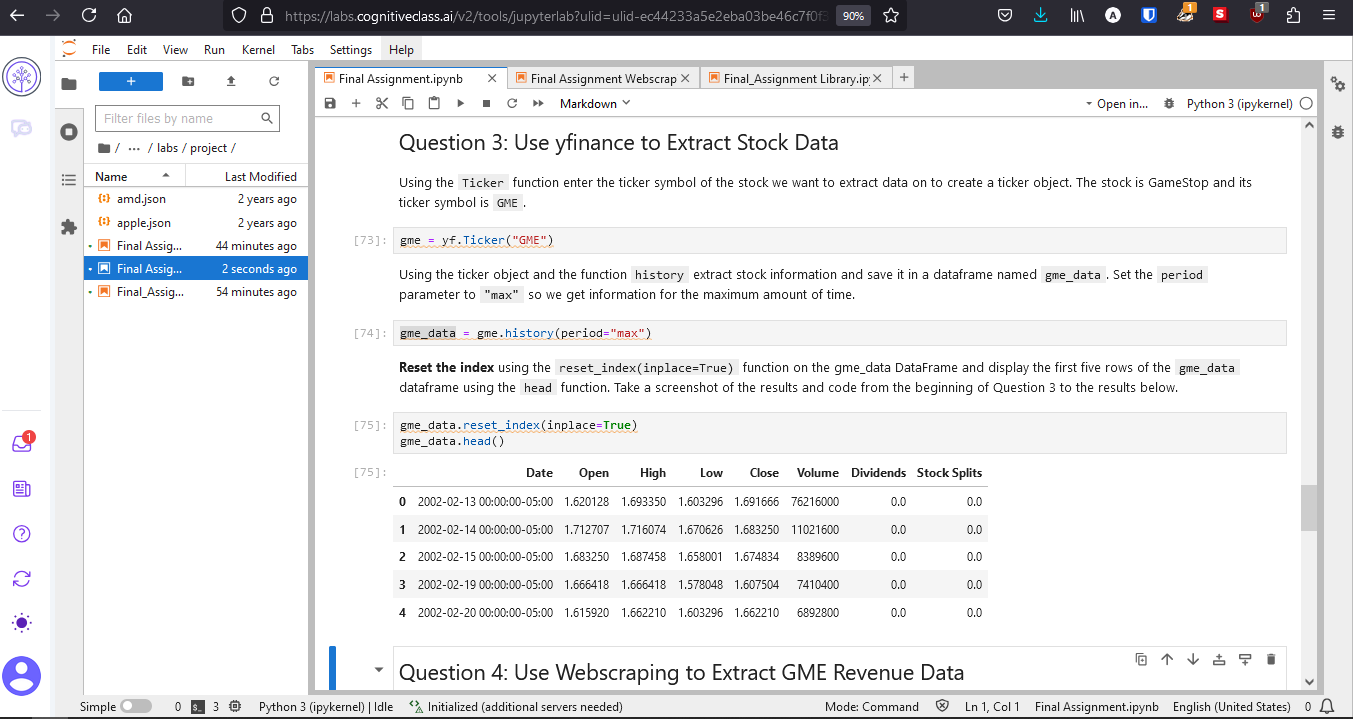 https://labs.cognitiveclass.ai/v2/tools/jupyterlab?ulid=ulid-ec44233a5e2eba03be46c7f0f
90%
1
1
File Edit View Run Kernel Tabs Settings Help
Final Assignment.ipynb
Final Assignment Webscrap
Final_Assignment Library.ip
Filter files by name
/ ... / labs / project /
Name Last Modified
amd.json 2 years ago
apple.json 2 years ago
Final Assig... 44 minutes ago
Final Assig... 2 seconds ago
Final_Assig... 54 minutes ago
1
Markdown
Open in...
Python 3 (ipykernel)
Question 3: Use yfinance to Extract Stock Data
Using the Ticker function enter the ticker symbol of the stock we want to extract data on to create a ticker object. The stock is GameStop and its
ticker symbol is GME .
[73]: gme = yf.Ticker("GME")
Using the ticker object and the function history extract stock information and save it in a dataframe named gme_data . Set the period
parameter to "max" so we get information for the maximum amount of time.
[74]: gme_data = gme.history(period="max")
Reset the index using the reset_index(inplace=True) function on the gme_data DataFrame and display the first five rows of the gme_data
dataframe using the head function. Take a screenshot of the results and code from the beginning of Question 3 to the results below.
[75]: gme_data.reset_index(inplace=True)
gme_data.head()
[75]: Date Open High Low Close Volume Dividends Stock Splits
0 2002-02-13 00:00:00-05:00 1.620128 1.693350 1.603296 1.691666 76216000 0.0 0.0
1 2002-02-14 00:00:00-05:00 1.712707 1.716074 1.670626 1.683250 11021600 0.0 0.0
2 2002-02-15 00:00:00-05:00 1.683250 1.687458 1.658001 1.674834 8389600 0.0 0.0
3 2002-02-19 00:00:00-05:00 1.666418 1.666418 1.578048 1.607504 7410400 0.0 0.0
4 2002-02-20 00:00:00-05:00 1.615920 1.662210 1.603296 1.662210 6892800 0.0 0.0
Question 4: Use Webscraping to Extract GME Revenue Data
Simple 0 3 Python 3 (ipykernel) | Idle Initialized (additional servers needed) Mode: Command Ln 1, Col 1 Final Assignment.ipynb English (United States) 0